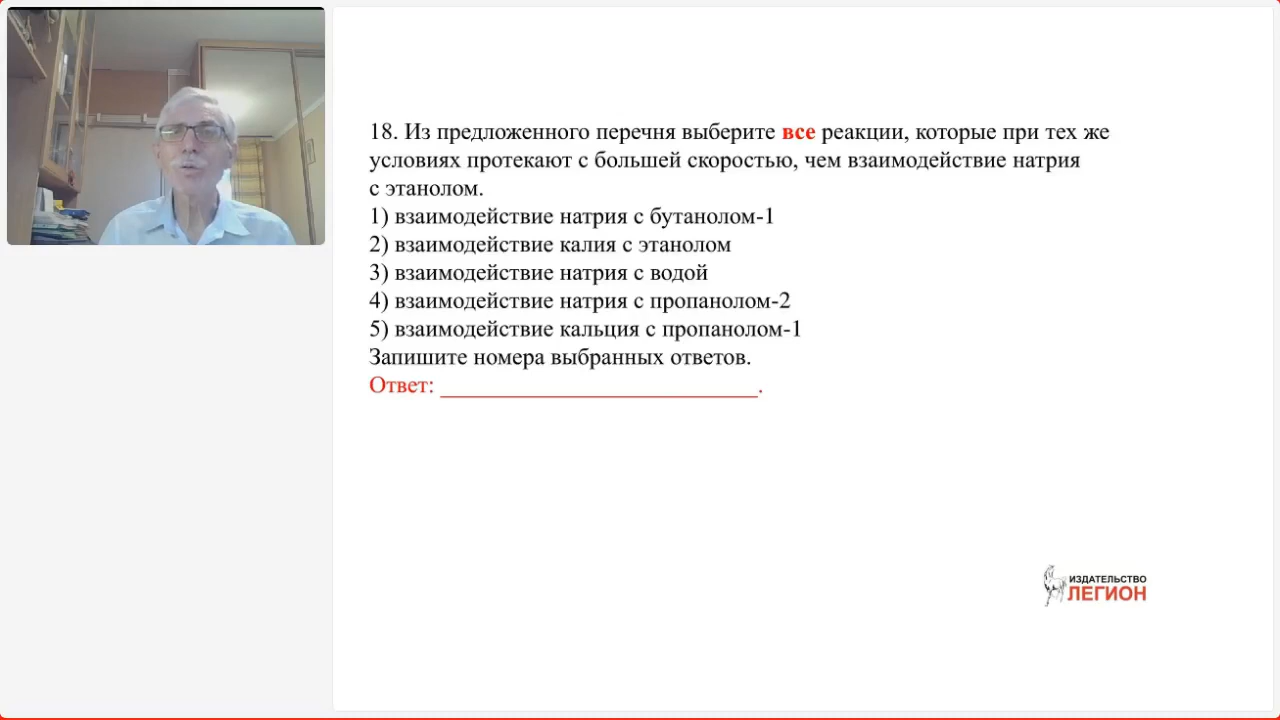 18. Из предложенного перечня выберите все реакции, которые при тех же
условиях протекают с большей скоростью, чем взаимодействие натрия
с этанолом.
1) взаимодействие натрия с бутанолом-1
2) взаимодействие калия с этанолом
3) взаимодействие натрия с водой
4) взаимодействие натрия с пропанолом-2
5) взаимодействие кальция с пропанолом-1
Запишите номера выбранных ответов.
Ответ: ___________________________.
ИЗДАТЕЛЬСТВО
ЛЕГИОН